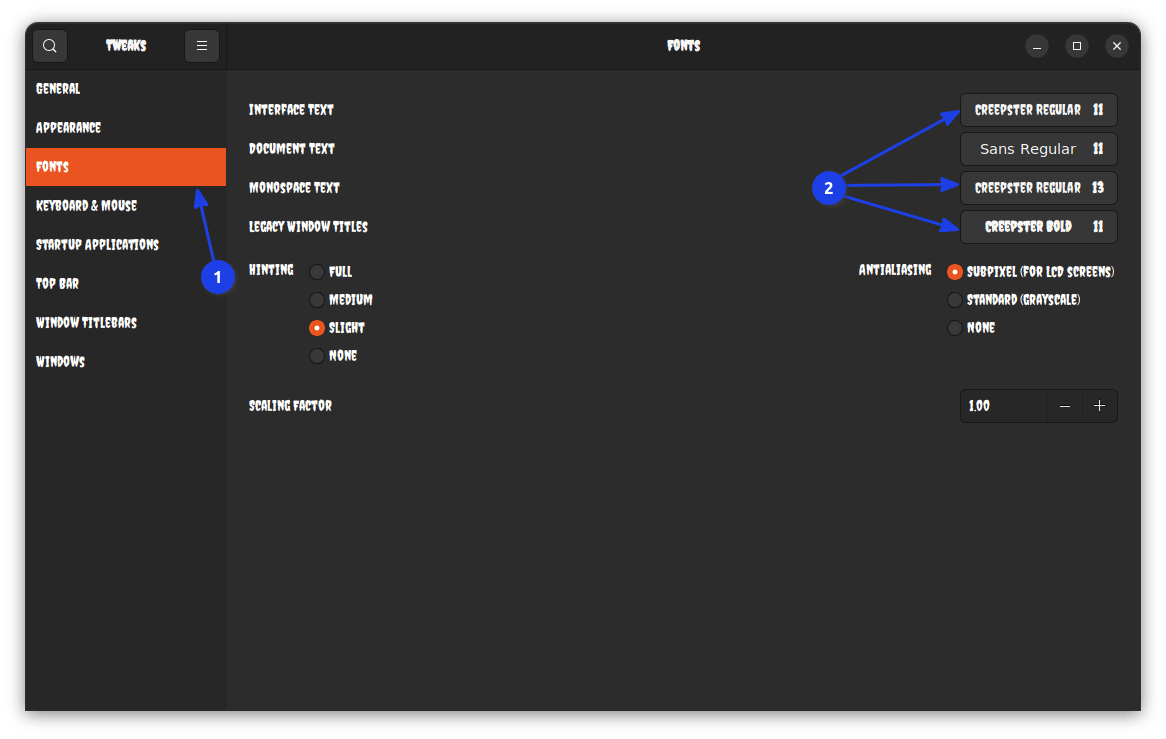 TWEAKS
FONTS
GENERAL
APPEARANCE
FONTS
KEYBOARD & MOUSE
STARTUP APPLICATIONS
TOP BAR
WINDOW TITLEBARS
WINDOWS
1
INTERFACE TEXT CREEPSTER REGULAR 11
DOCUMENT TEXT Sans Regular 11
MONOSPACE TEXT CREEPSTER REGULAR 13
LEGACY WINDOW TITLES CREEPSTER BOLD 11
2
HINTING
FULL
MEDIUM
SLIGHT
NONE
ANTIALIASING
SUBPIXEL (FOR LCD SCREENS)
STANDARD (GRAYSCALE)
NONE
SCALING FACTOR 1.00 − +